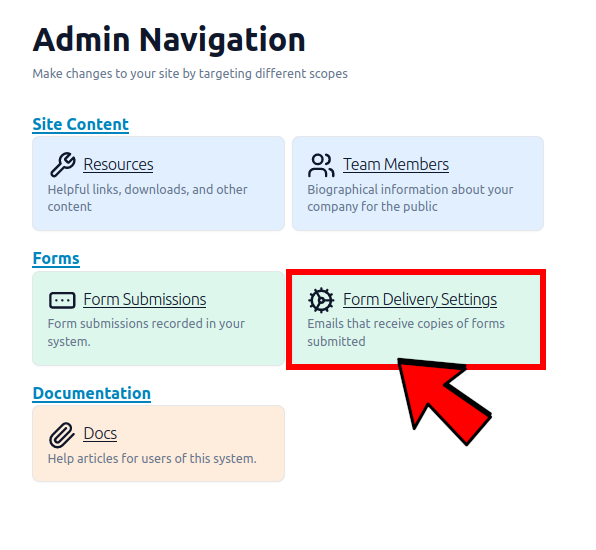 Admin Navigation
Make changes to your site by targeting different scopes
Site Content
Resources
Helpful links, downloads, and other
content
Team Members
Biographical information about your
company for the public
Forms
Form Submissions
Form submissions recorded in your
system.
Form Delivery Settings
Emails that receive copies of forms
submitted
Documentation
Docs
Help articles for users of this system.